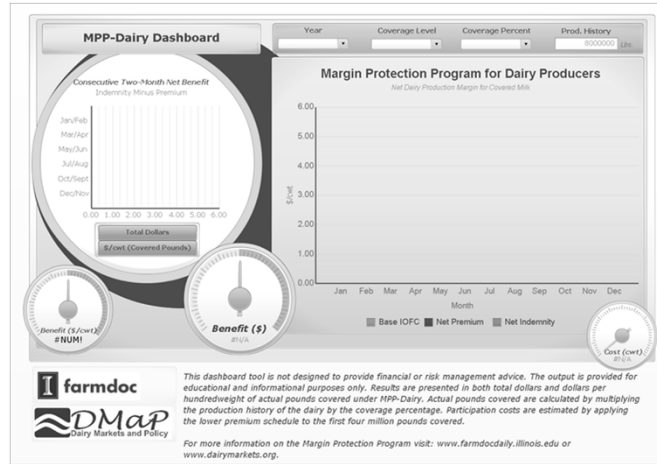 MPP-Dairy Dashboard
Year
Coverage Level
Coverage Percent
Prod. History
8000000 Lbs.
Consecutive Two-Month Net Benefit
Indemnity Minus Premium
Jan/Feb
Mar/Apr
May/Jun
Jul/Aug
Oct/Sept
Dec/Nov
0.00 1.00 2.00 3.00 4.00 5.00 6.00
Total Dollars
$/cwt (Covered Pounds)
Benefit ($/cwt)
#NUM!
Benefit ($)
#N/A
Margin Protection Program for Dairy Producers
Net Dairy Production Margin for Covered Milk
6.00
5.00
4.00
3.00
2.00
1.00
0.00
$/cwt
Jan Feb Mar Apr May Jun Jul Aug Sep Oct Nov Dec
Month
Base IOFC Net Premium Net Indemnity
Cost (cwt)
#N/A
I farmdoc
DMaP
Dairy Markets and Policy
This dashboard tool is not designed to provide financial or risk management advice. The output is provided for
educational and informational purposes only. Results are presented in both total dollars and dollars per
hundredweight of actual pounds covered under MPP-Dairy. Actual pounds covered are calculated by multiplying
the production history of the dairy by the coverage percentage. Participation costs are estimated by applying
the lower premium schedule to the first four million pounds covered.
For more information on the Margin Protection Program visit: www.farmdocdaily.illinois.edu or
www.dairymarkets.org.